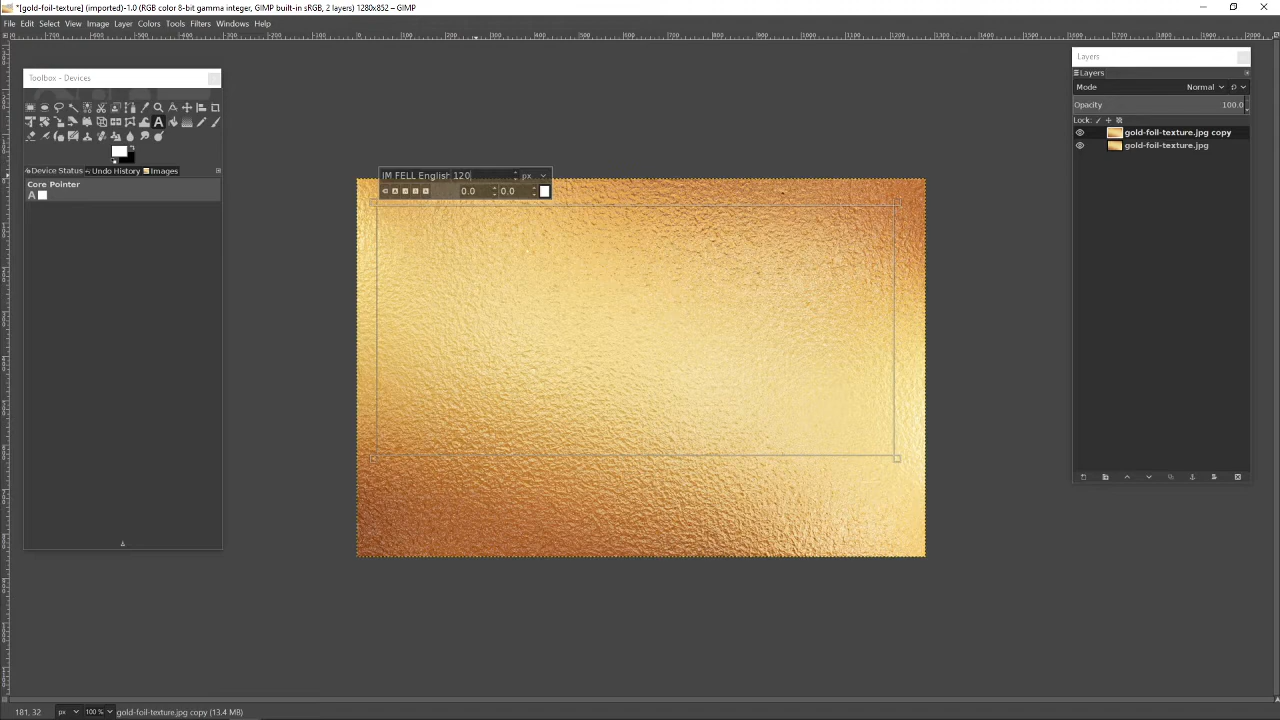 *[gold-foil-texture] (imported)-1.0 (RGB color 8-bit gamma integer, GIMP built-in sRGB, 2 layers) 1280x852 – GIMP
File Edit Select View Image Layer Colors Tools Filters Windows Help
Toolbox - Devices
Device Status Undo History Images
Core Pointer
A
IM FELL English 120 px
0.0 0.0
Layers
Layers
Mode Normal
Opacity 100.0
Lock:
gold-foil-texture.jpg copy
gold-foil-texture.jpg
181, 32 px 100 % gold-foil-texture.jpg copy (13.4 MB)